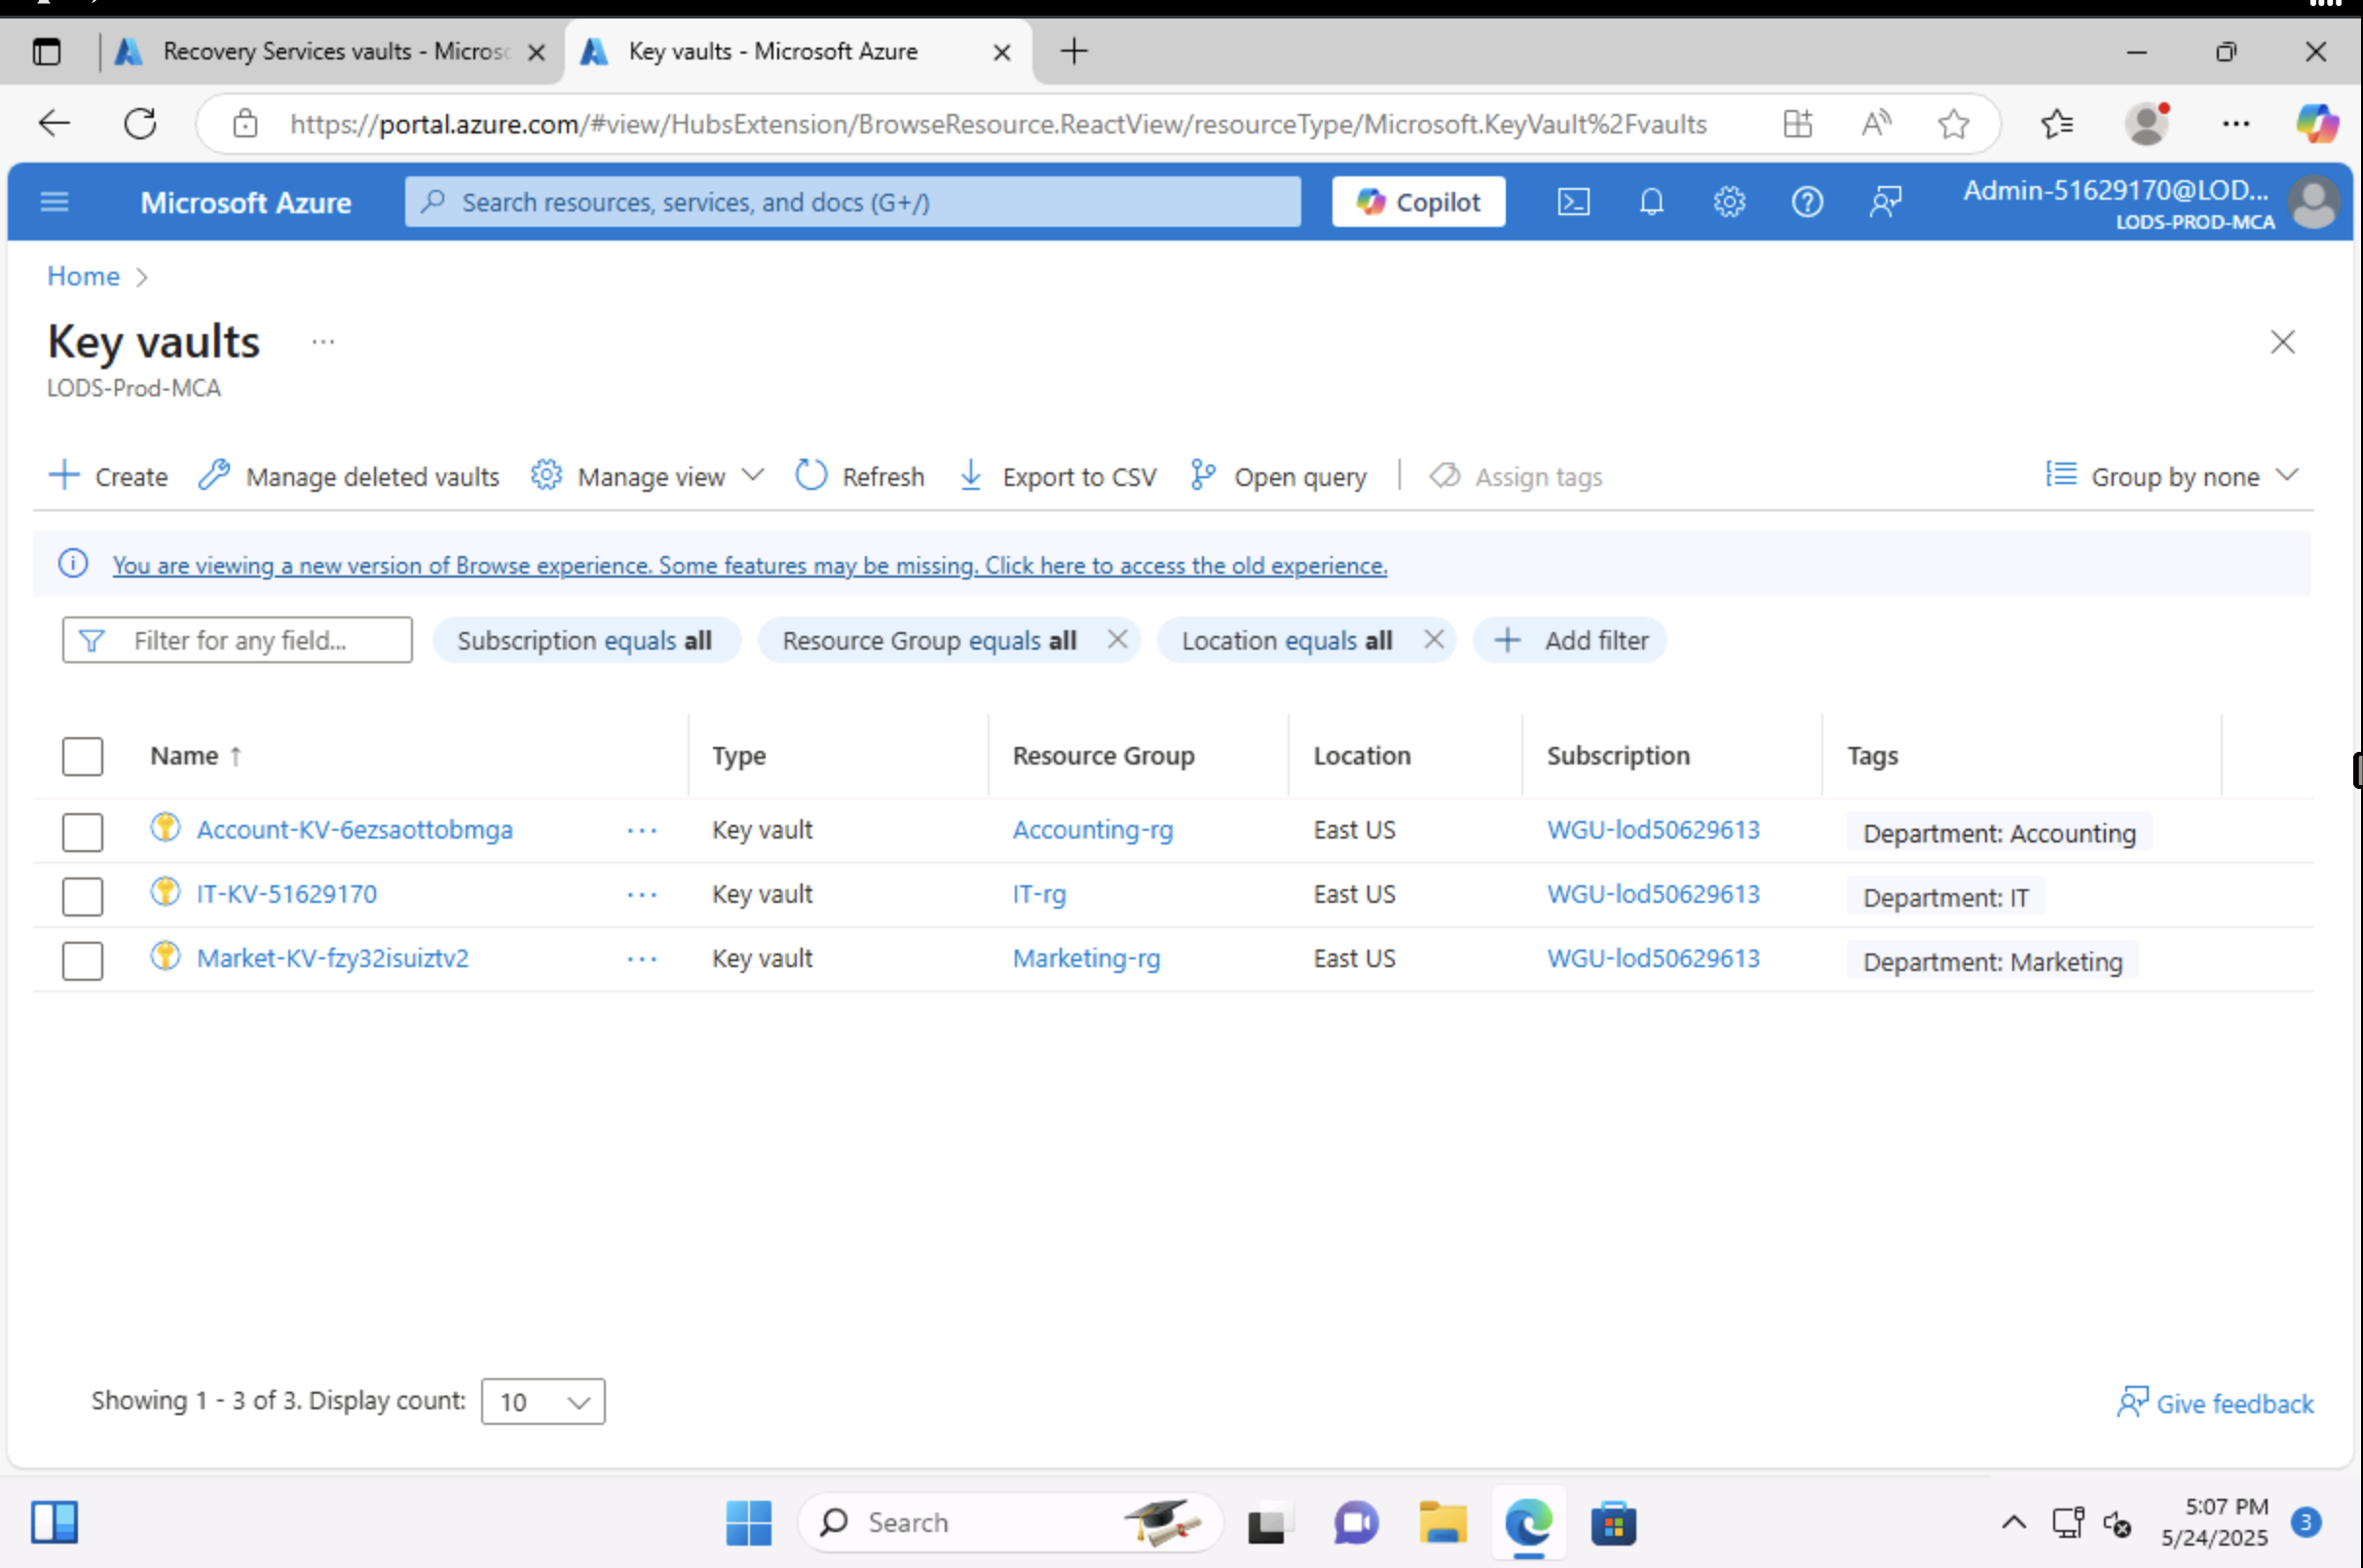 Recovery Services vaults - Micros
Key vaults - Microsoft Azure
https://portal.azure.com/#view/HubsExtension/BrowseResource.ReactView/resourceType/Microsoft.KeyVault%2Fvaults
Microsoft Azure
Search resources, services, and docs (G+/)
Copilot
Admin-51629170@LOD...
LODS-PROD-MCA
Home
Key vaults
LODS-Prod-MCA
Create Manage deleted vaults Manage view Refresh Export to CSV Open query Assign tags Group by none
You are viewing a new version of Browse experience. Some features may be missing. Click here to access the old experience.
Filter for any field... Subscription equals all Resource Group equals all Location equals all Add filter
Name ↑ Type Resource Group Location Subscription Tags
Account-KV-6ezsaottobmga ... Key vault Accounting-rg East US WGU-lod50629613 Department: Accounting
IT-KV-51629170 ... Key vault IT-rg East US WGU-lod50629613 Department: IT
Market-KV-fzy32isuiztv2 ... Key vault Marketing-rg East US WGU-lod50629613 Department: Marketing
Showing 1 - 3 of 3. Display count: 10
Give feedback
Search
5:07 PM
5/24/2025
3